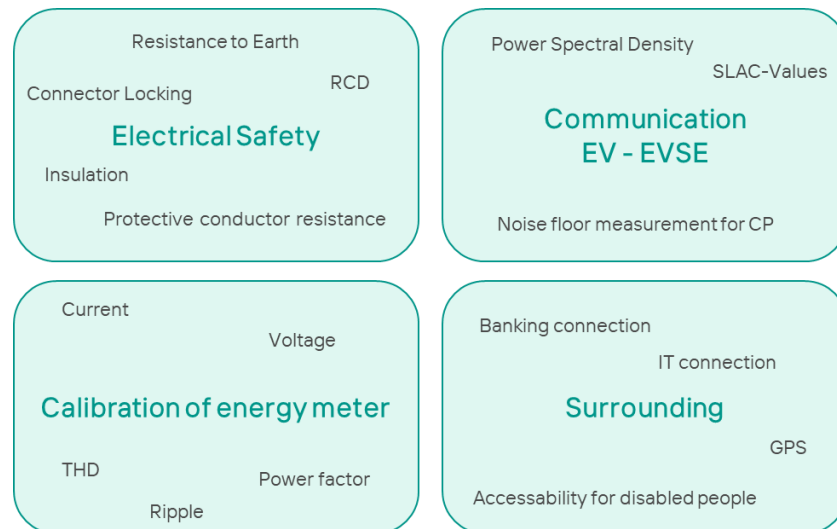 Resistance to Earth
RCD
Connector Locking
Electrical Safety
Insulation
Protective conductor resistance
Power Spectral Density
SLAC-Values
Communication
EV - EVSE
Noise floor measurement for CP
Current
Voltage
Calibration of energy meter
THD
Power factor
Ripple
Banking connection
IT connection
Surrounding
GPS
Accessability for disabled people